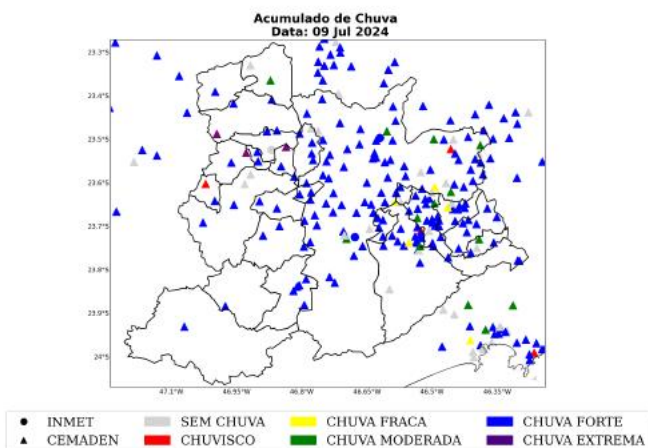 Acumulado de Chuva
Data: 09 Jul 2024
23.3°S
23.4°S
23.5°S
23.6°S
23.7°S
23.8°S
23.9°S
24°S
47.1°W
46.95°W
46.8°W
46.65°W
46.5°W
46.35°W
INMET
SEM CHUVA
CHUVA FRACA
CHUVA FORTE
CEMADEN
CHUVISCO
CHUVA MODERADA
CHUVA EXTREMA